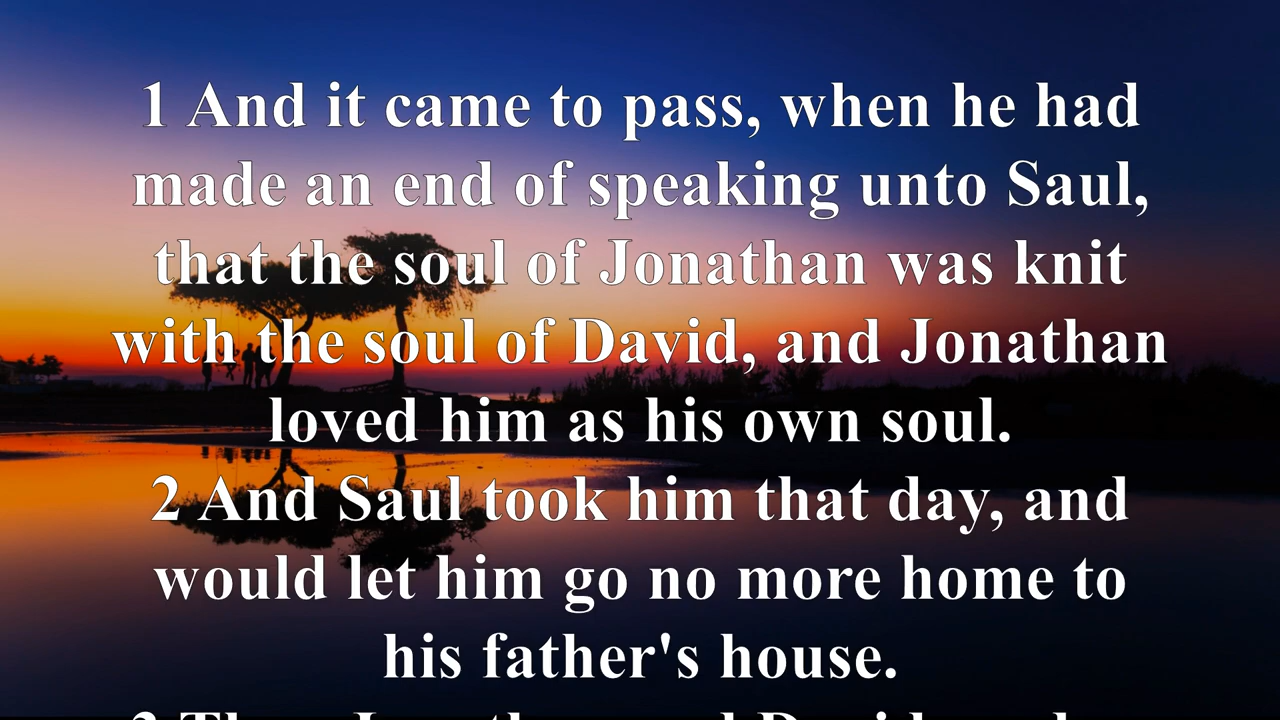 1 And it came to pass, when he had
made an end of speaking unto Saul,
that the soul of Jonathan was knit
with the soul of David, and Jonathan
loved him as his own soul.
2 And Saul took him that day, and
would let him go no more home to
his father's house.